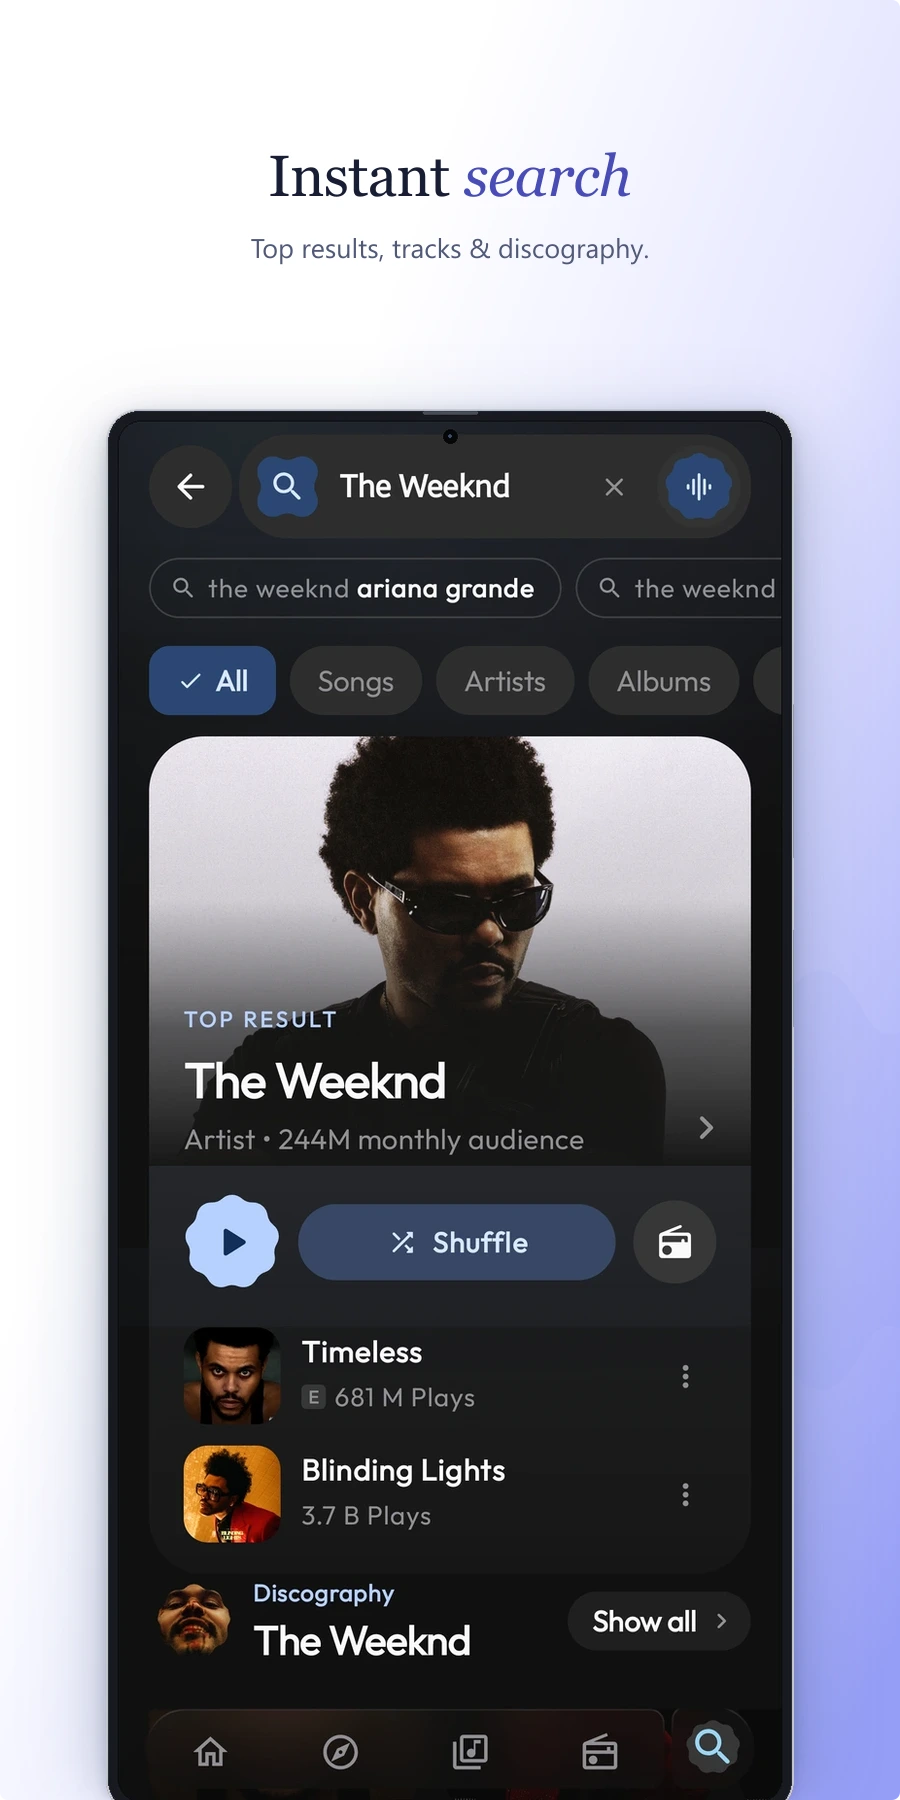 Instant search
Top results, tracks & discography.
The Weeknd
the weeknd ariana grande
the weeknd
All
Songs
Artists
Albums
TOP RESULT
The Weeknd
Artist • 244M monthly audience
Shuffle
Timeless
E 681 M Plays
Blinding Lights
3.7 B Plays
Discography
The Weeknd
Show all